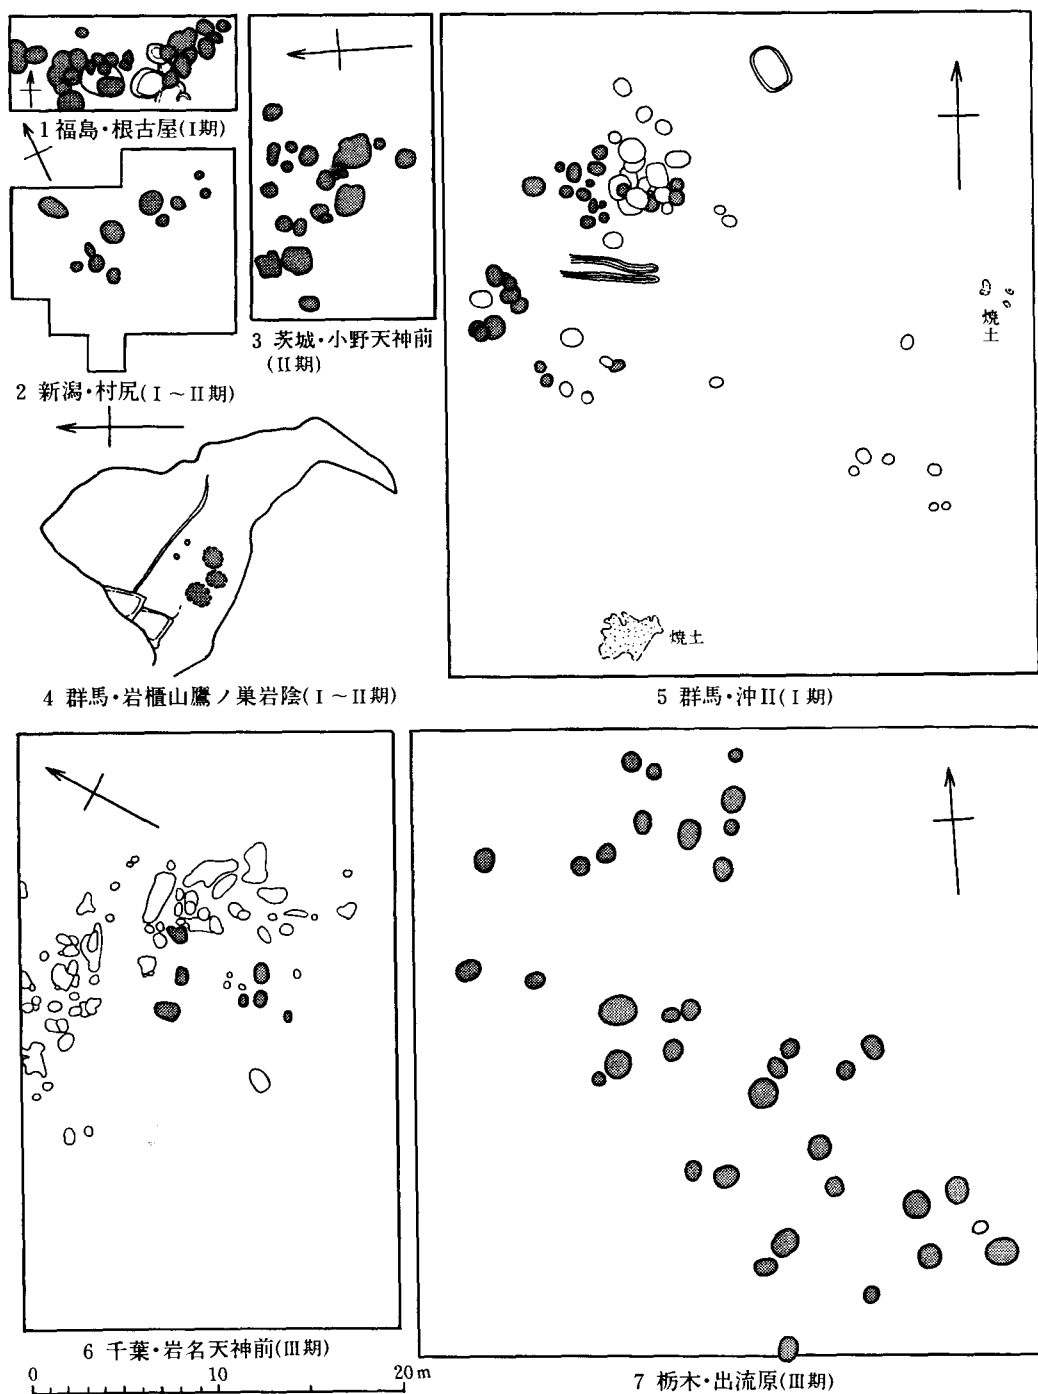 1 福島・根古屋(I期)
2 新潟・村尻(I～II期)
3 茨城・小野天神前
(II期)
4 群馬・岩櫃山鷹ノ巣岩陰(I～II期)
焼土
焼土
5 群馬・沖II(I期)
6 千葉・岩名天神前(III期)
0 10 20m
7 栃木・出流原(III期)